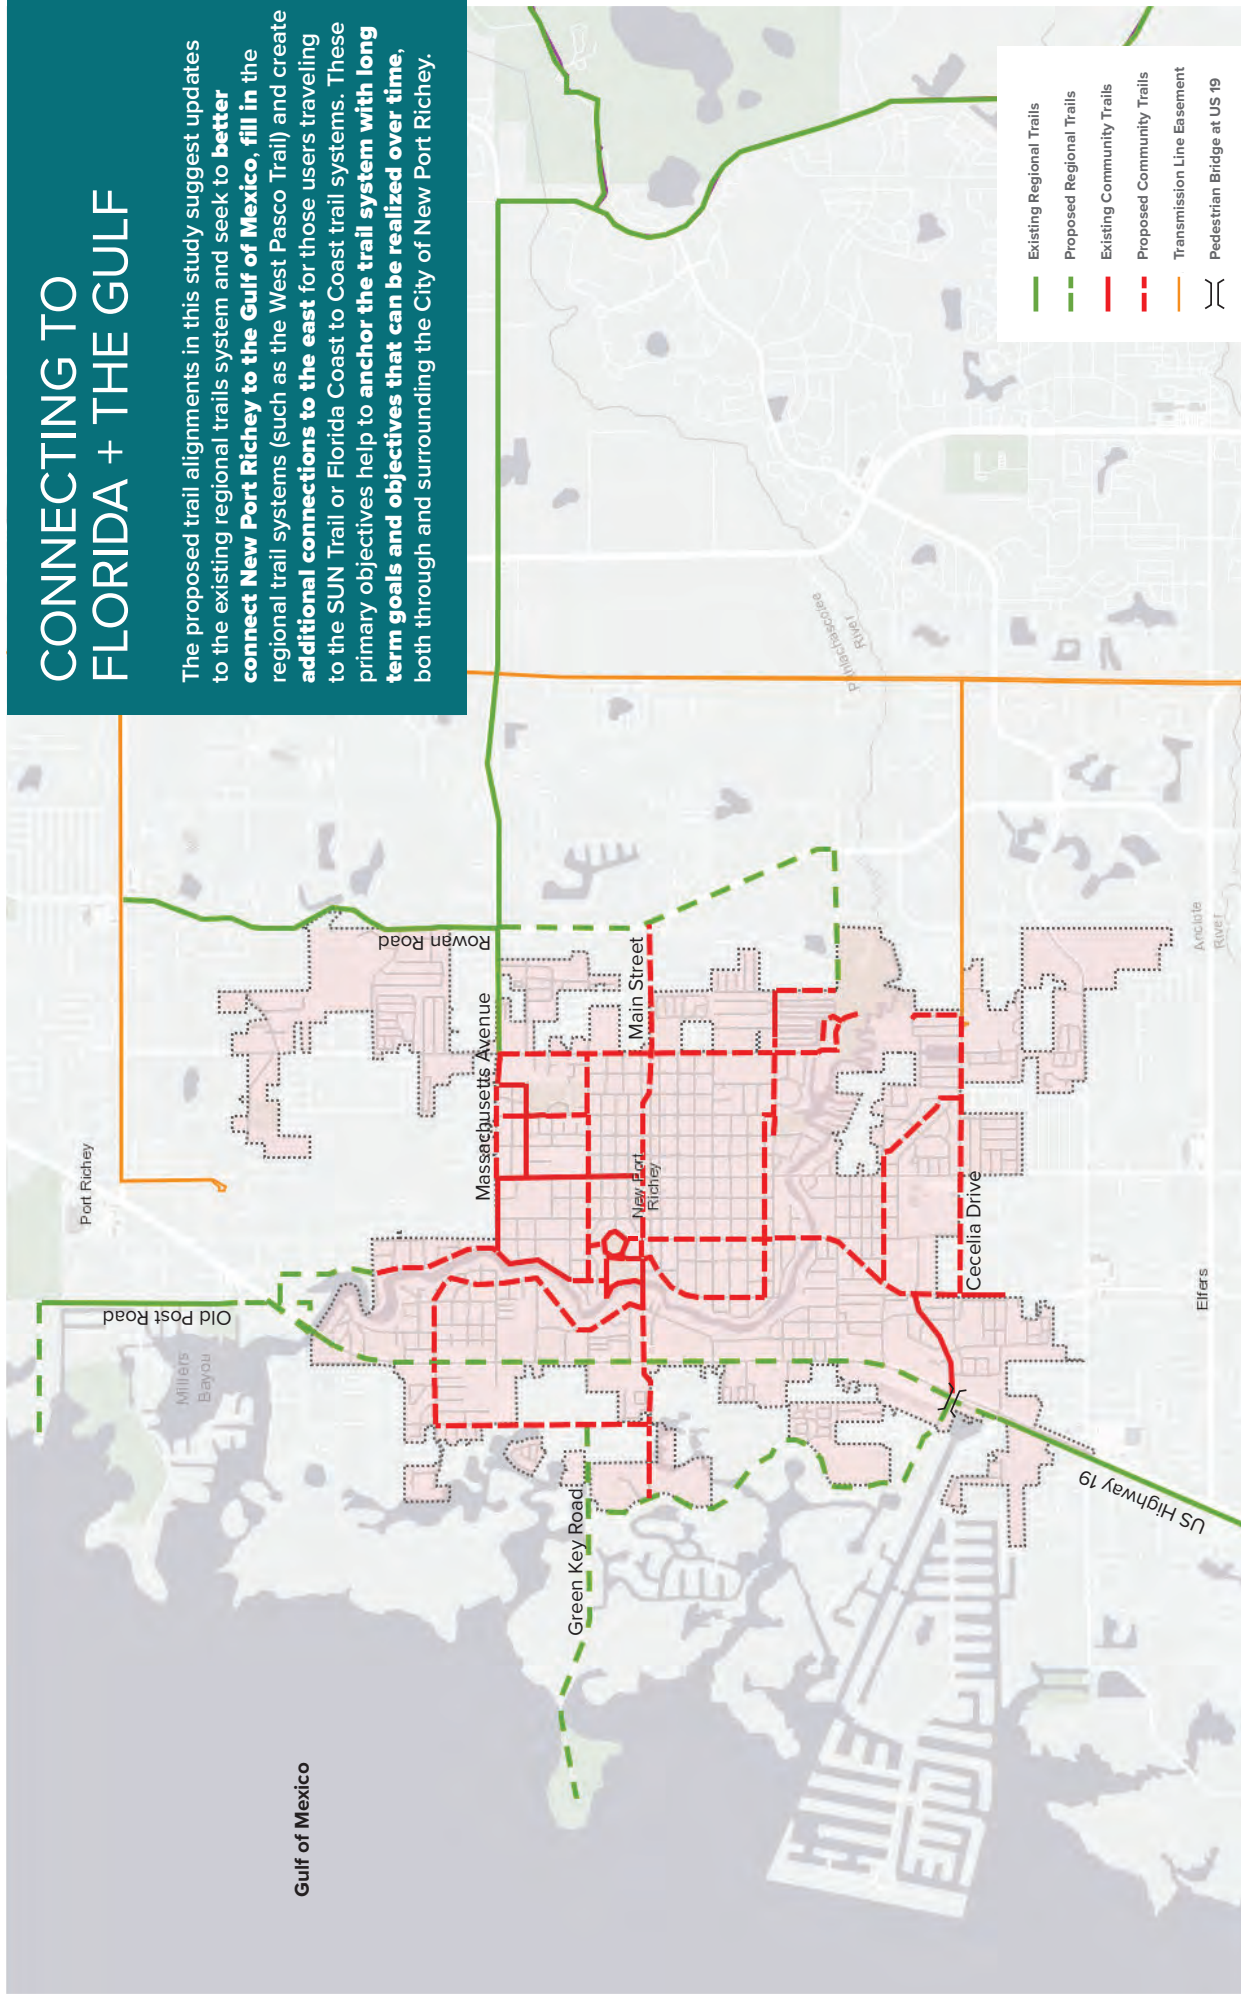 CONNECTING TO
FLORIDA + THE GULF
The proposed trail alignments in this study suggest updates
to the existing regional trails system and seek to better
connect New Port Richey to the Gulf of Mexico, fill in the
regional trail systems (such as the West Pasco Trail) and create
additional connections to the east for those users traveling
to the SUN Trail or Florida Coast to Coast trail systems. These
primary objectives help to anchor the trail system with long
term goals and objectives that can be realized over time,
both through and surrounding the City of New Port Richey.
Port Richey
Old Post Road
Millers
Bayou
Rowan Road
Massachusetts Avenue
Main Street
New Port
Richey
Green Key Road
Gulf of Mexico
Pithlachascotee
River
Cecelia Drive
Anclote
River
Elfers
US Highway 19
Existing Regional Trails
Proposed Regional Trails
Existing Community Trails
Proposed Community Trails
Transmission Line Easement
Pedestrian Bridge at US 19